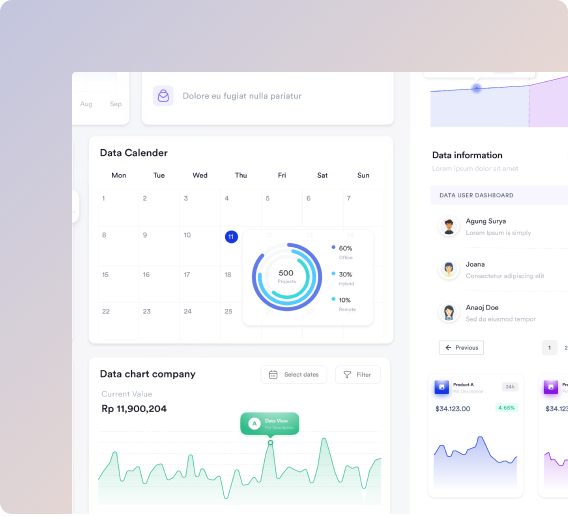 Aug Sep
Dolore eu fugiat nulla pariatur
Data Calender
Mon Tue Wed Thu Fri Sat Sun
1 2 3 4 5 6 7
8 9 10 11
15 16 17 18
22 23 24 25
500
Projects
60%
Office
30%
Hybrid
10%
Remote
Data chart company
Select dates
Filter
Current Value
Rp 11,900,204
A
Data View
Data information
Lorem ipsum dolor sit amet
DATA USER DASHBOARD
Agung Surya
Lorem Ipsum is simply
Joana
Consectetur adipiscing elit
Anaoj Doe
Sed do eiusmod tempor
Previous
1 2
Product A
24h
$34.123.00
4.65%
$34.12